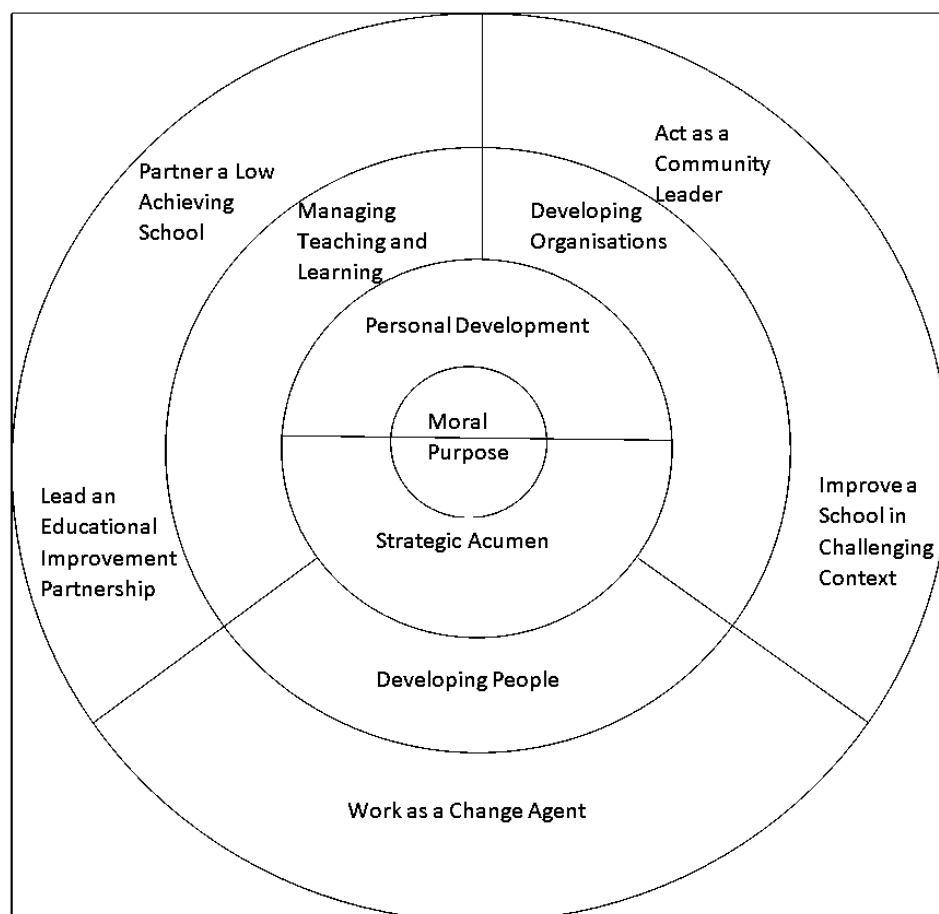 Act as a
Community
Leader
Partner a Low
Achieving
School
Managing
Teaching and
Learning
Developing
Organisations
Personal Development
Moral
Purpose
Lead an
Educational
Improvement
Partnership
Improve a
School in
Challenging
Context
Strategic Acumen
Developing People
Work as a Change Agent